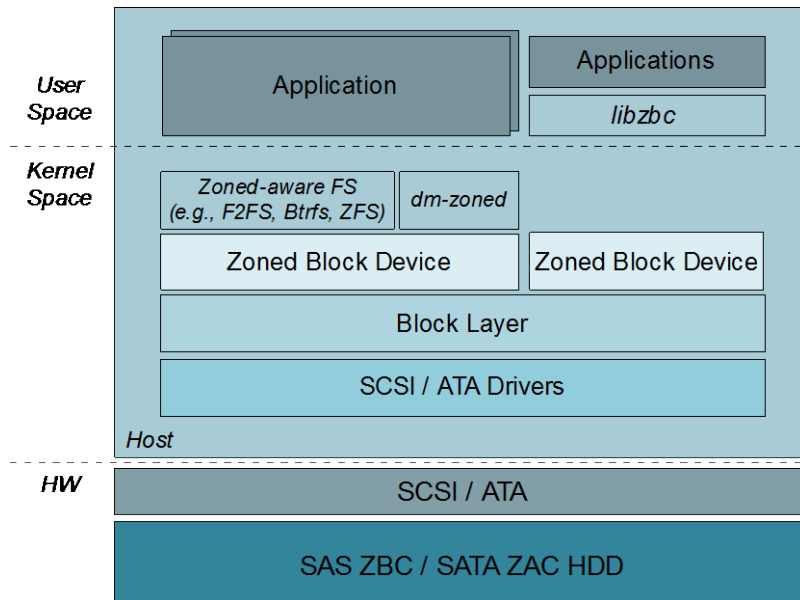 User
Space
Application
Applications
libzbc
Kernel
Space
Zoned-aware FS
(e.g., F2FS, Btrfs, ZFS)
dm-zoned
Zoned Block Device
Zoned Block Device
Block Layer
SCSI / ATA Drivers
Host
HW
SCSI / ATA
SAS ZBC / SATA ZAC HDD